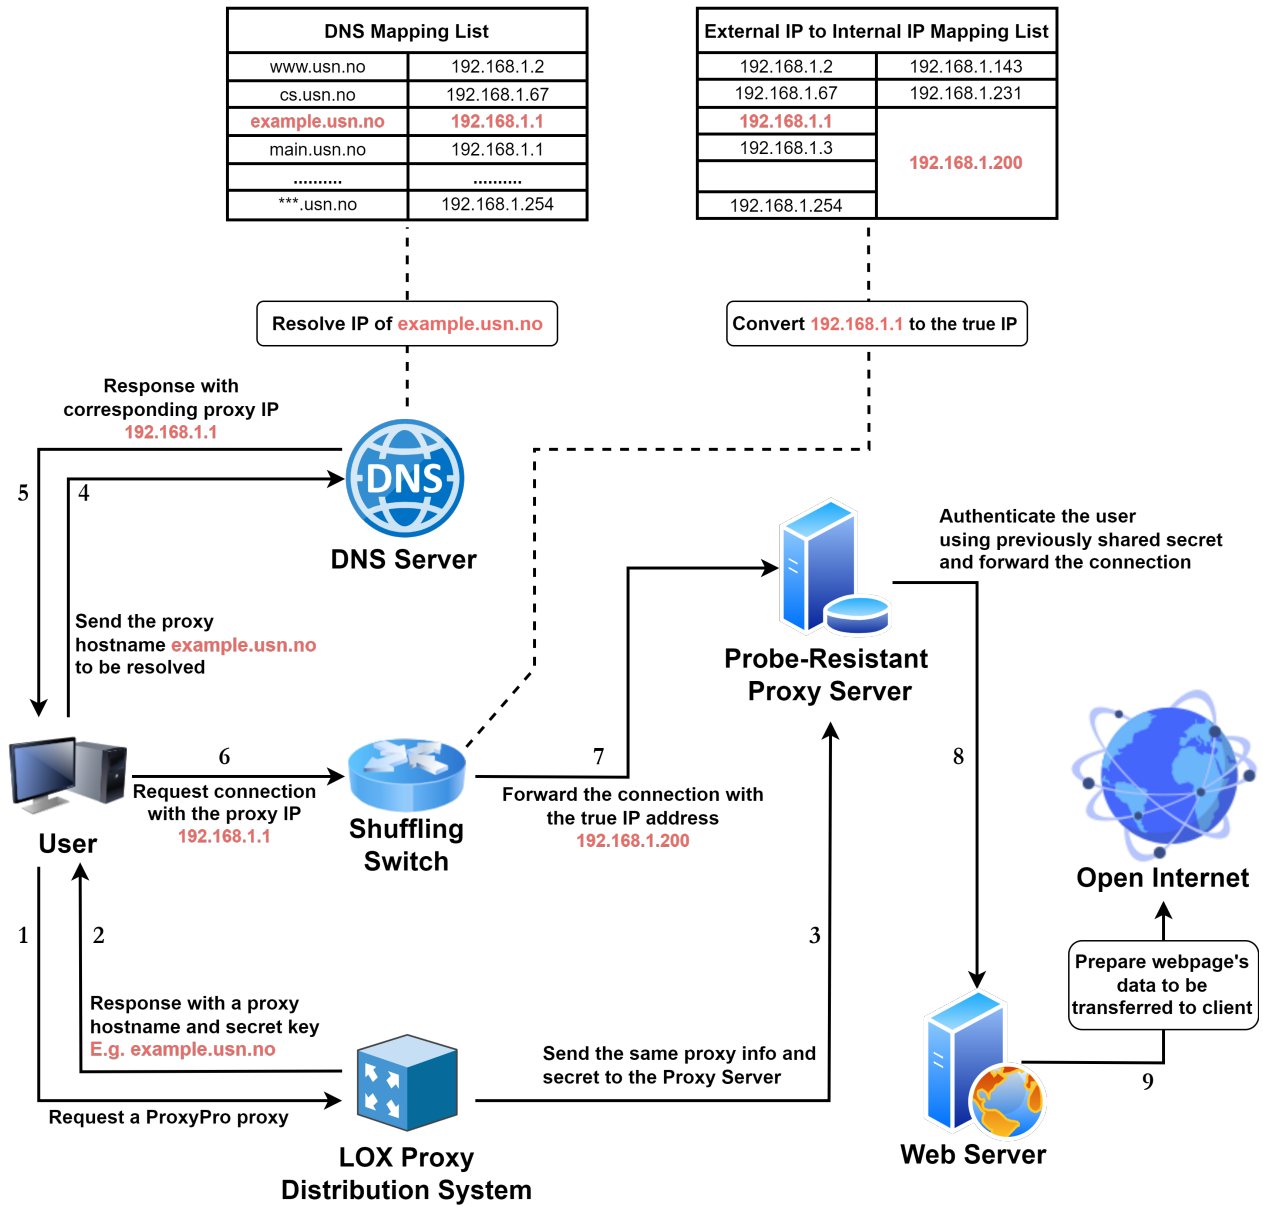 DNS Mapping List
www.usn.no 192.168.1.2
cs.usn.no 192.168.1.67
example.usn.no 192.168.1.1
main.usn.no 192.168.1.1
.......... ..........
***.usn.no 192.168.1.254
External IP to Internal IP Mapping List
192.168.1.2 192.168.1.143
192.168.1.67 192.168.1.231
192.168.1.1
192.168.1.3
192.168.1.200
192.168.1.254
Resolve IP of example.usn.no
Convert 192.168.1.1 to the true IP
Response with
corresponding proxy IP
192.168.1.1
5
4
DNS
DNS Server
Send the proxy
hostname example.usn.no
to be resolved
Authenticate the user
using previously shared secret
and forward the connection
Probe-Resistant
Proxy Server
User
6
Request connection
with the proxy IP
192.168.1.1
Shuffling
Switch
7
Forward the connection with
the true IP address
192.168.1.200
8
Open Internet
1
2
3
Response with a proxy
hostname and secret key
E.g. example.usn.no
Request a ProxyPro proxy
LOX Proxy
Distribution System
Send the same proxy info and
secret to the Proxy Server
Prepare webpage's
data to be
transferred to client
9
Web Server